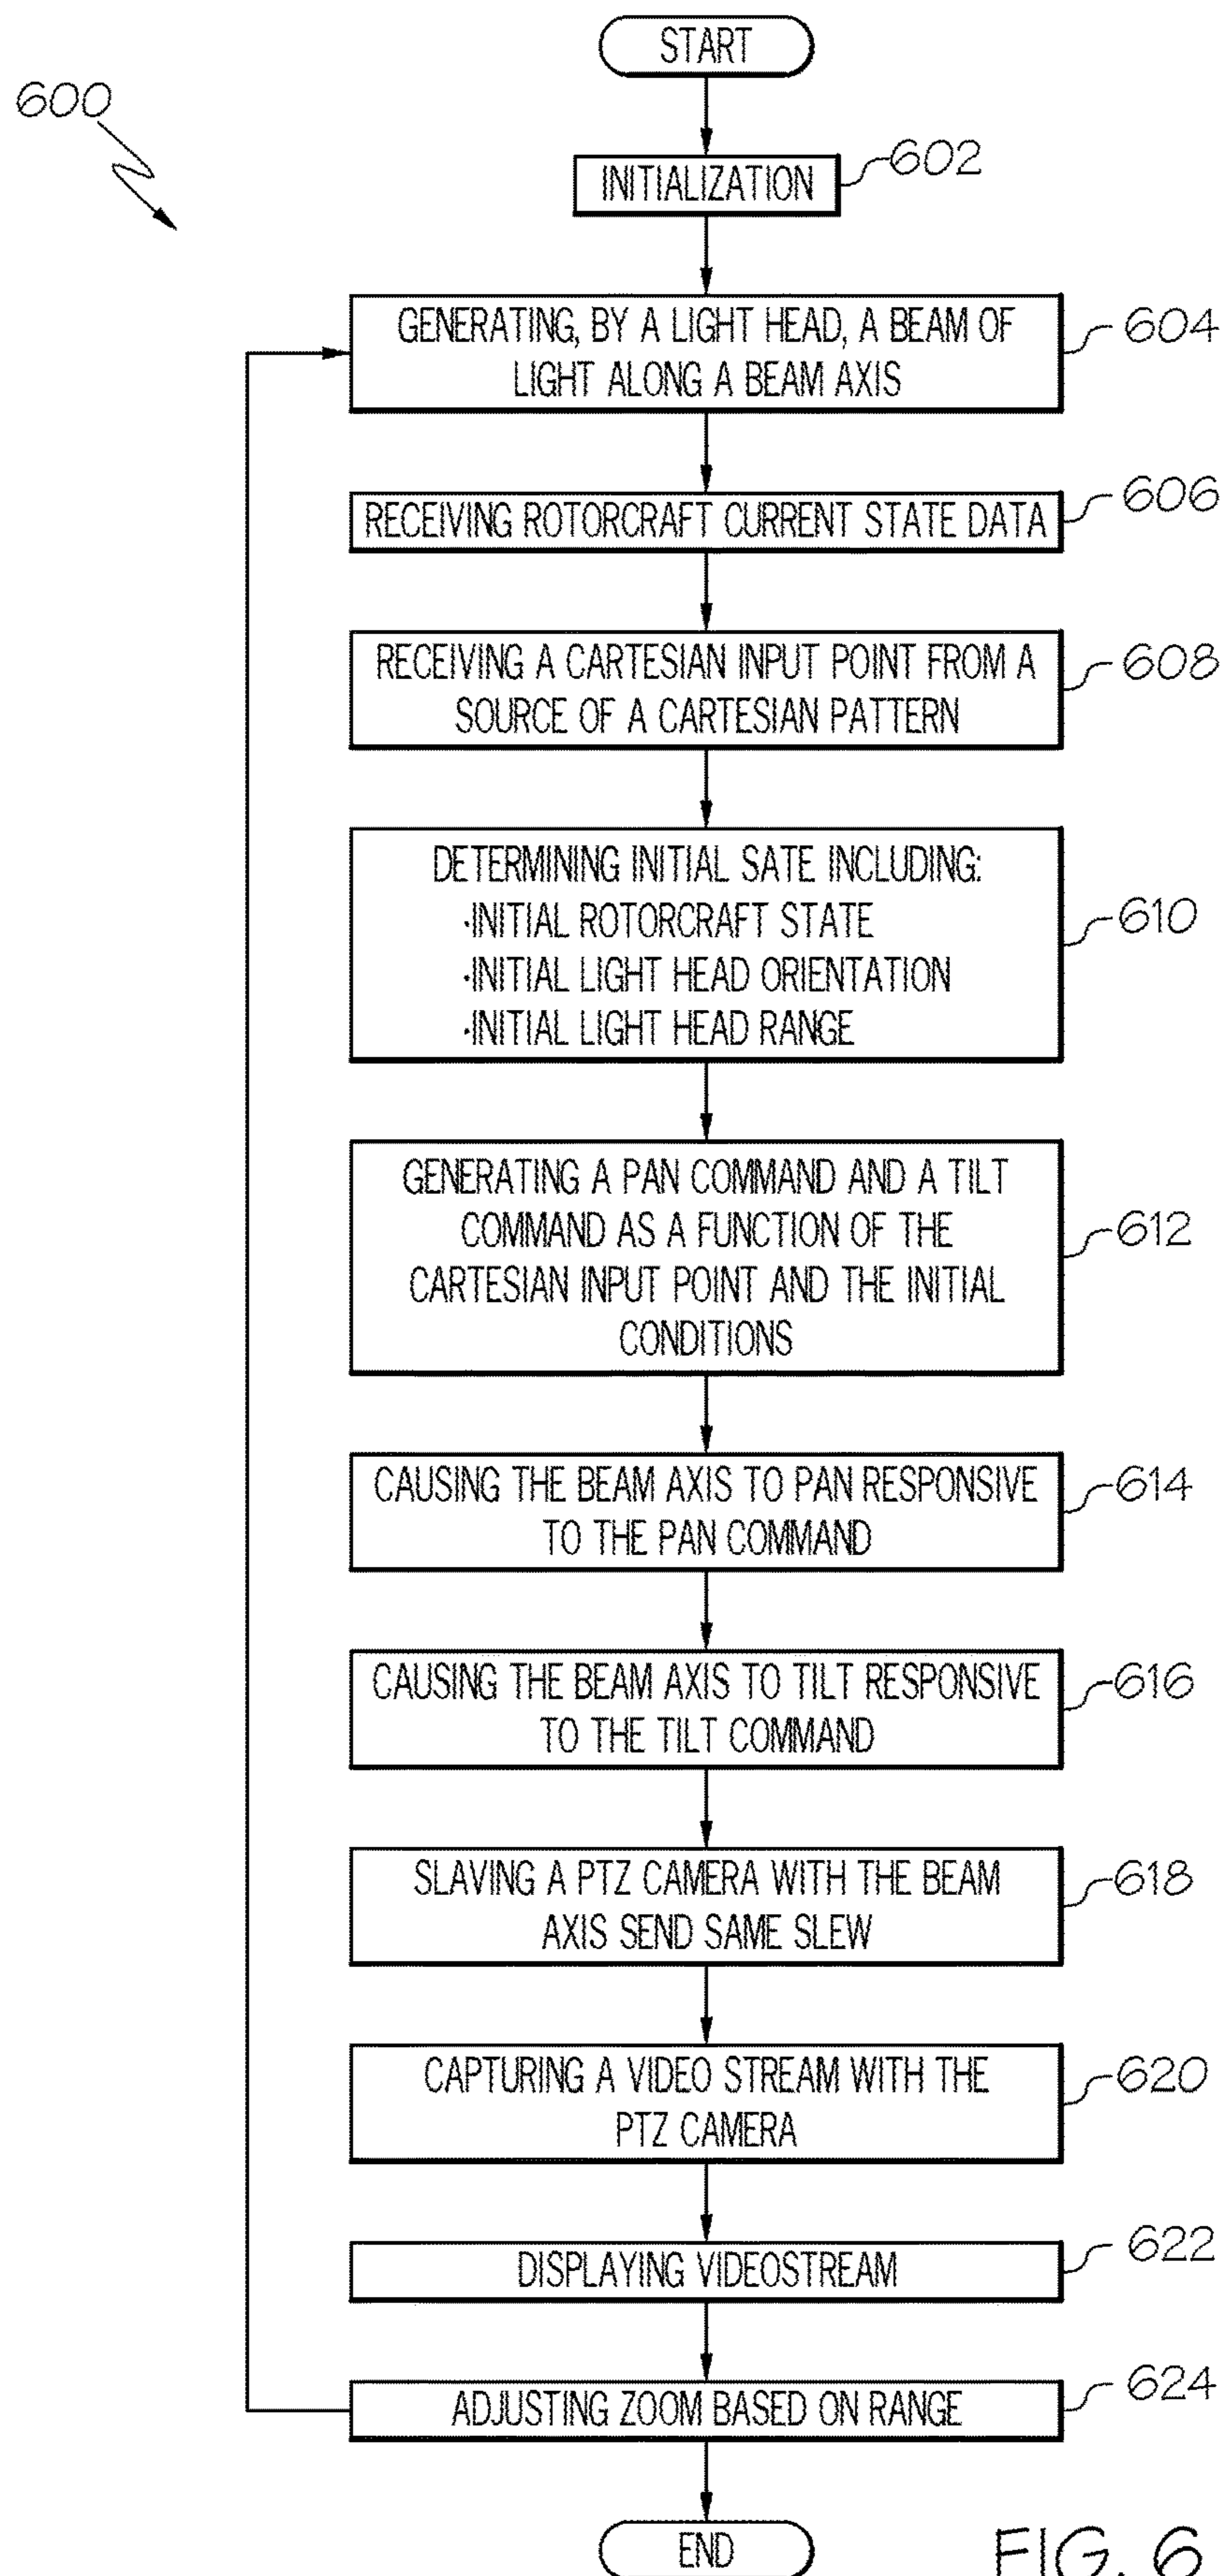 START
600
INITIALIZATION
602
GENERATING, BY A LIGHT HEAD, A BEAM OF
LIGHT ALONG A BEAM AXIS
604
RECEIVING ROTORCRAFT CURRENT STATE DATA
606
RECEIVING A CARTESIAN INPUT POINT FROM A
SOURCE OF A CARTESIAN PATTERN
608
DETERMINING INITIAL SATE INCLUDING:
·INITIAL ROTORCRAFT STATE
·INITIAL LIGHT HEAD ORIENTATION
·INITIAL LIGHT HEAD RANGE
610
GENERATING A PAN COMMAND AND A TILT
COMMAND AS A FUNCTION OF THE
CARTESIAN INPUT POINT AND THE INITIAL
CONDITIONS
612
CAUSING THE BEAM AXIS TO PAN RESPONSIVE
TO THE PAN COMMAND
614
CAUSING THE BEAM AXIS TO TILT RESPONSIVE
TO THE TILT COMMAND
616
SLAVING A PTZ CAMERA WITH THE BEAM
AXIS SEND SAME SLEW
618
CAPTURING A VIDEO STREAM WITH THE
PTZ CAMERA
620
DISPLAYING VIDEOSTREAM
622
ADJUSTING ZOOM BASED ON RANGE
624
END
FIG. 6